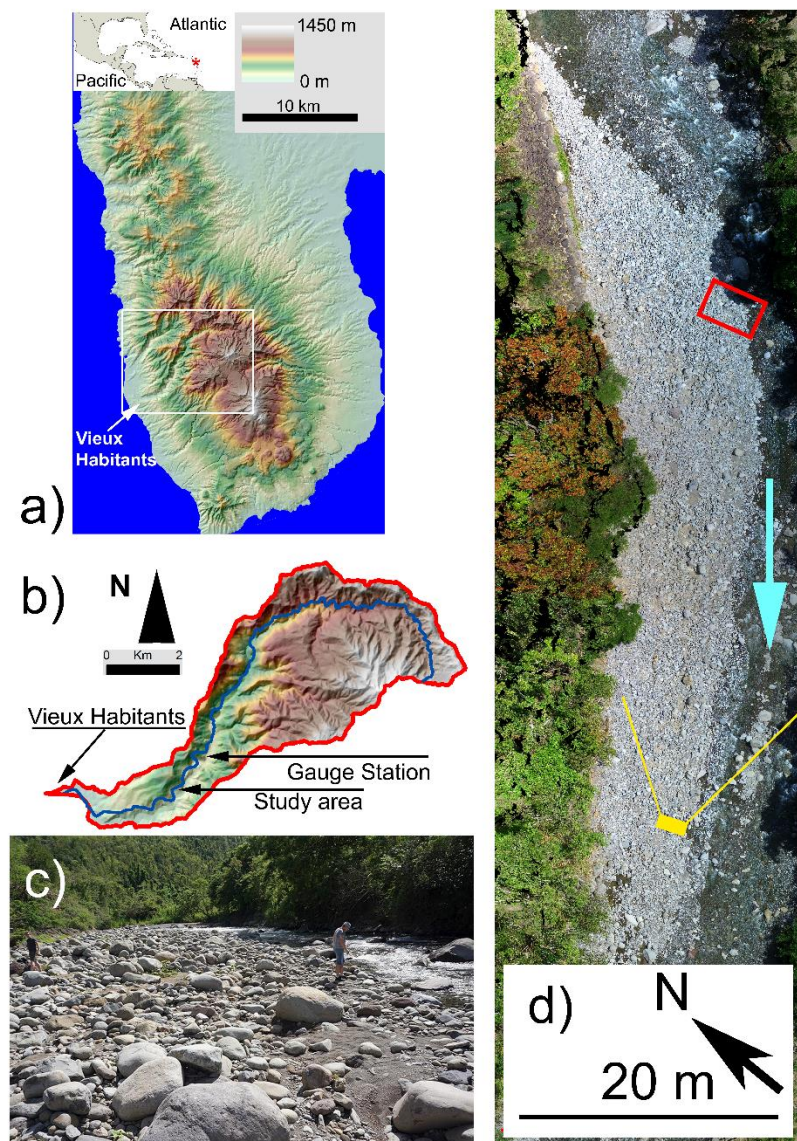 Atlantic
Pacific
1450 m
0 m
10 km
Vieux
Habitants
a)
b)
N
0 Km 2
Vieux Habitants
Gauge Station
Study area
c)
d)
N
20 m